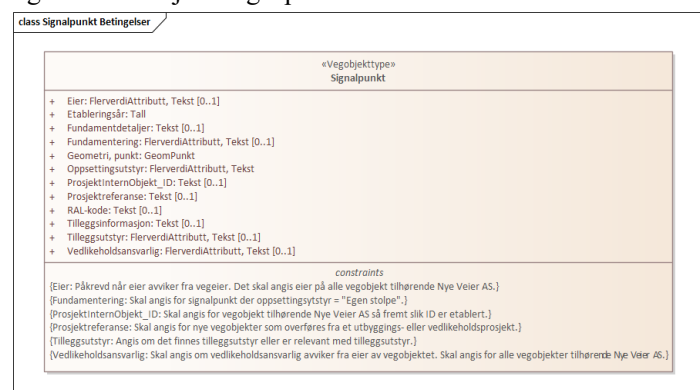 class Signalpunkt Betingelser
«Vegobjekttype»
Signalpunkt
+ Eier: FlerverdiAttributt, Tekst [0..1]
+ Etableringsår: Tall
+ Fundamentdetaljer: Tekst [0..1]
+ Fundamentering: FlerverdiAttributt, Tekst [0..1]
+ Geometri, punkt: GeomPunkt
+ Oppsettingsutstyr: FlerverdiAttributt, Tekst
+ ProsjektInternObjekt_ID: Tekst [0..1]
+ Prosjektreferanse: Tekst [0..1]
+ RAL-kode: Tekst [0..1]
+ Tilleggsinformasjon: Tekst [0..1]
+ Tilleggsutstyr: FlerverdiAttributt, Tekst [0..1]
+ Vedlikeholdsansvarlig: FlerverdiAttributt, Tekst [0..1]
constraints
{Eier: Påkrevd når eier avviker fra vegeier. Det skal angis eier på alle vegobjekt tilhørende Nye Veier AS.}
{Fundamentering: Skal angis for signalpunkt der oppsettingsytstyr = "Egen stolpe".}
{ProsjektInternObjekt_ID: Skal angis for vegobjekt tilhørende Nye Veier AS så fremt slik ID er etablert.}
{Prosjektreferanse: Skal angis for nye vegobjekter som overføres fra et utbyggings- eller vedlikeholdsprosjekt.}
{Tilleggsutstyr: Angis om det finnes tilleggsutstyr eller er relevant med tilleggsutstyr.}
{Vedlikeholdsansvarlig: Skal angis om vedlikeholdsansvarlig avviker fra eier av vegobjektet. Skal angis for alle vegobjekter tilhørende Nye Veier AS.}